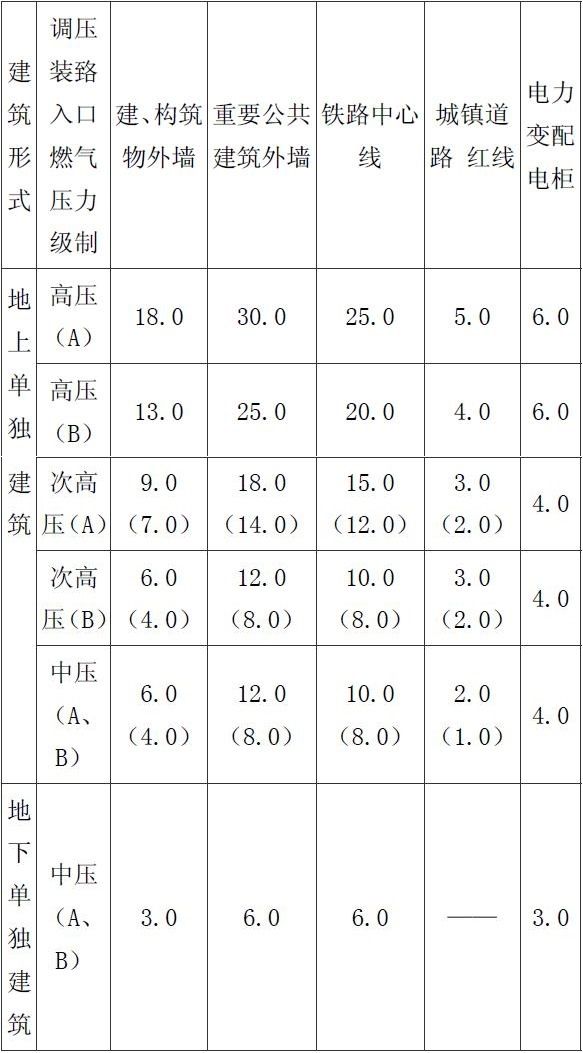 建
筑
形
式
调压
装臵
入口
燃气
压力
级制
建、构筑
物外墙
重要公共
建筑外墙
铁路中心
线
城镇道
路 红线
电力
变配
电柜
地
上
单
独
建
筑
高压
（A）
18.0
30.0
25.0
5.0
6.0
高压
（B）
13.0
25.0
20.0
4.0
6.0
次高
压（A）
9.0
（7.0）
18.0
（14.0）
15.0
（12.0）
3.0
（2.0）
4.0
次高
压（B）
6.0
（4.0）
12.0
（8.0）
10.0
（8.0）
3.0
（2.0）
4.0
中压
（A、
B）
6.0
（4.0）
12.0
（8.0）
10.0
（8.0）
2.0
（1.0）
4.0
地
下
单
独
建
筑
中压
（A、
B）
3.0
6.0
6.0
——
3.0